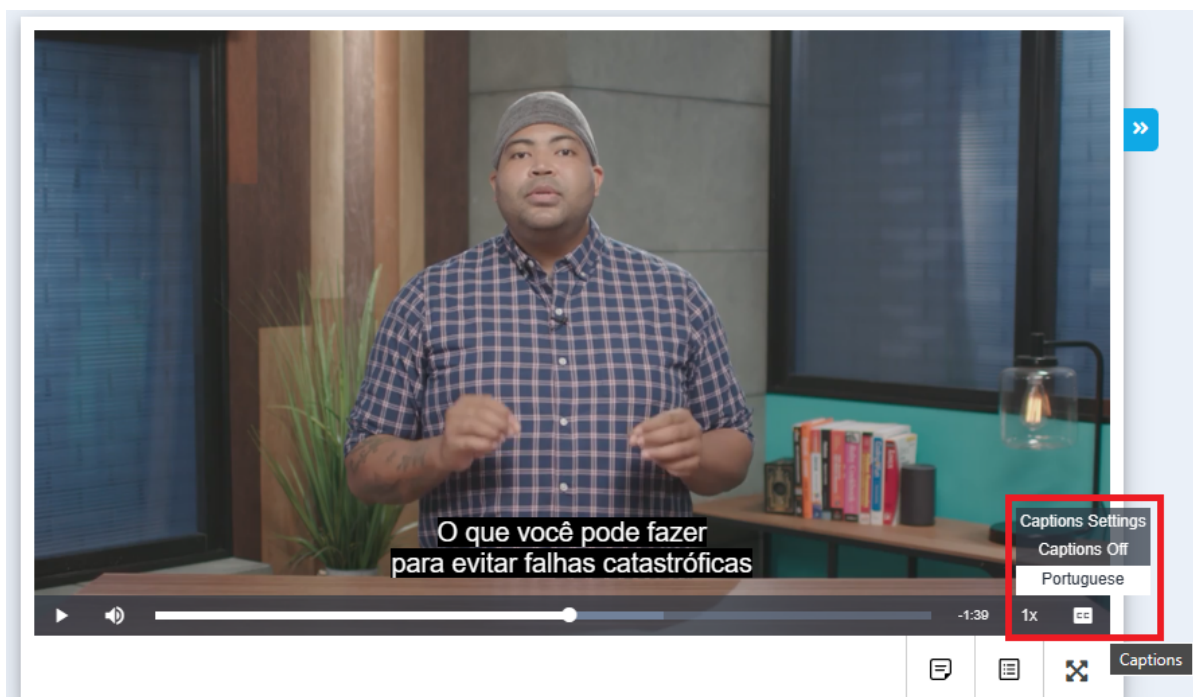 O que você pode fazer
para evitar falhas catastróficas
Captions Settings
Captions Off
Portuguese
-1:39
1x
CC
Captions